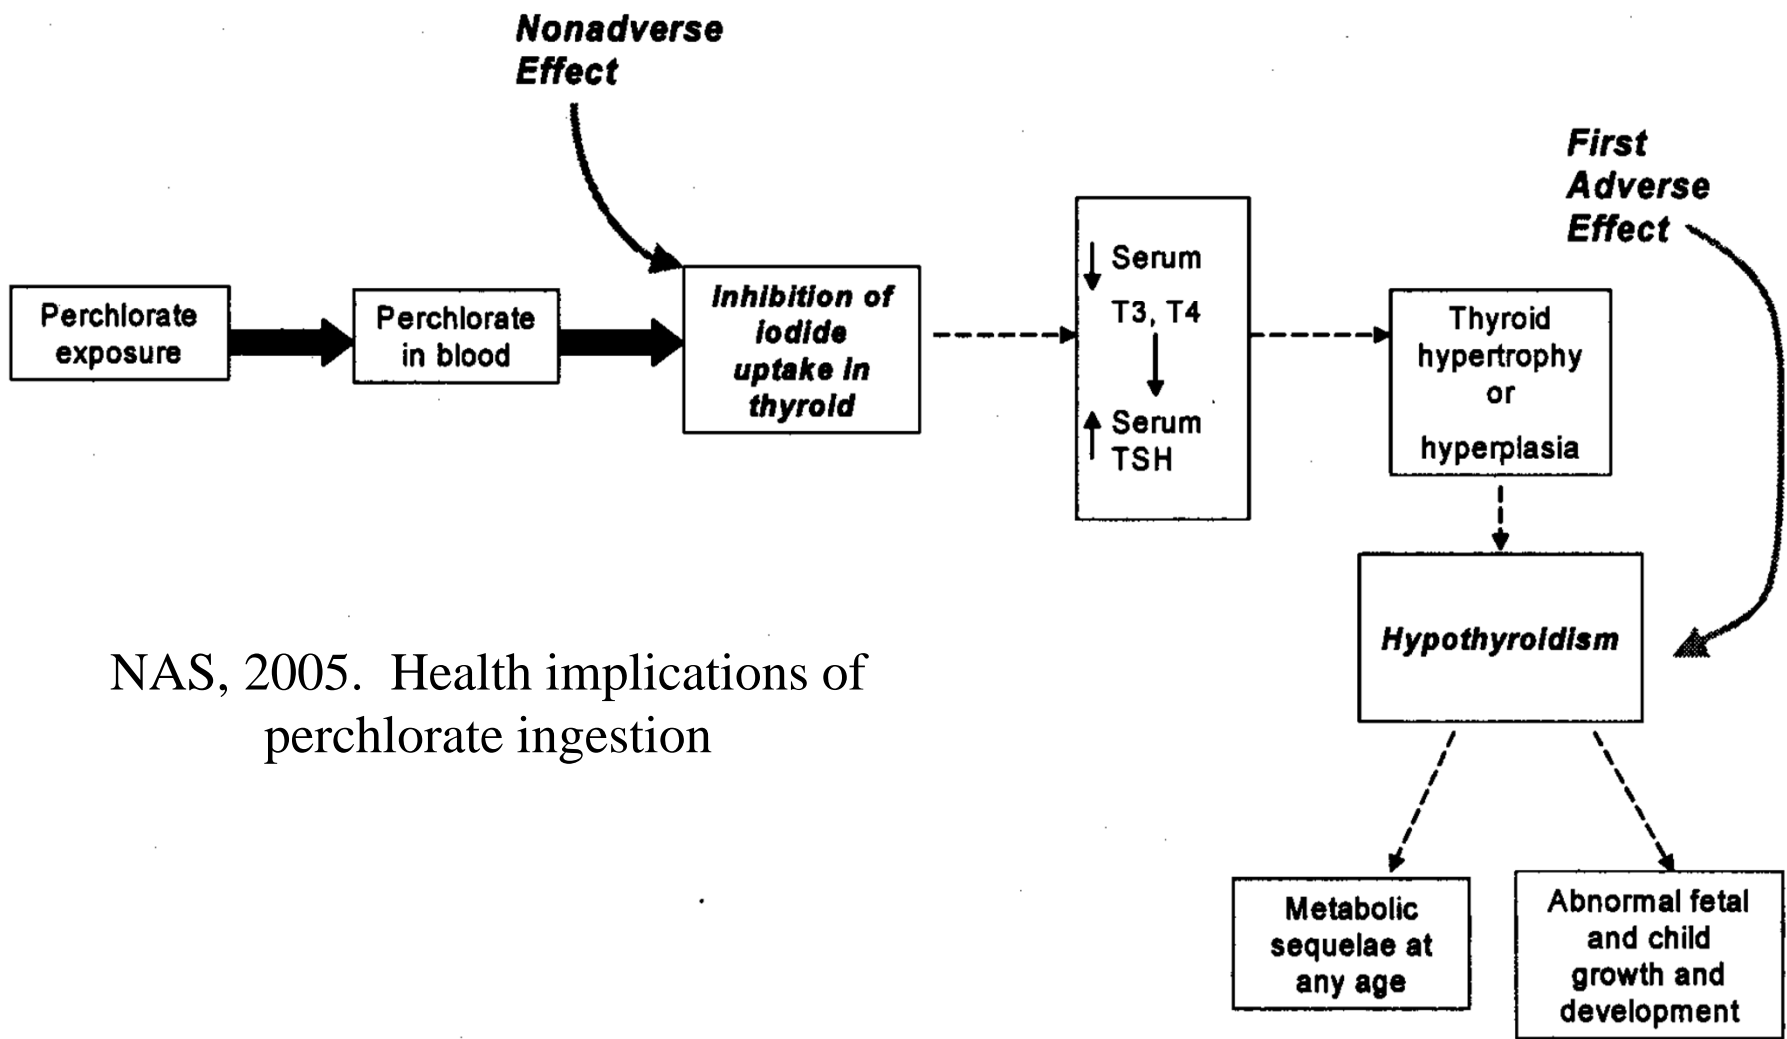 Nonadverse
Effect
First
Adverse
Effect
Perchlorate
exposure
Perchlorate
in blood
Inhibition of
iodide
uptake in
thyroid
↓ Serum
T3, T4
↑ Serum
TSH
Thyroid
hypertrophy
or
hyperplasia
Hypothyroidism
NAS, 2005.  Health implications of
perchlorate ingestion
Metabolic
sequelae at
any age
Abnormal fetal
and child
growth and
development